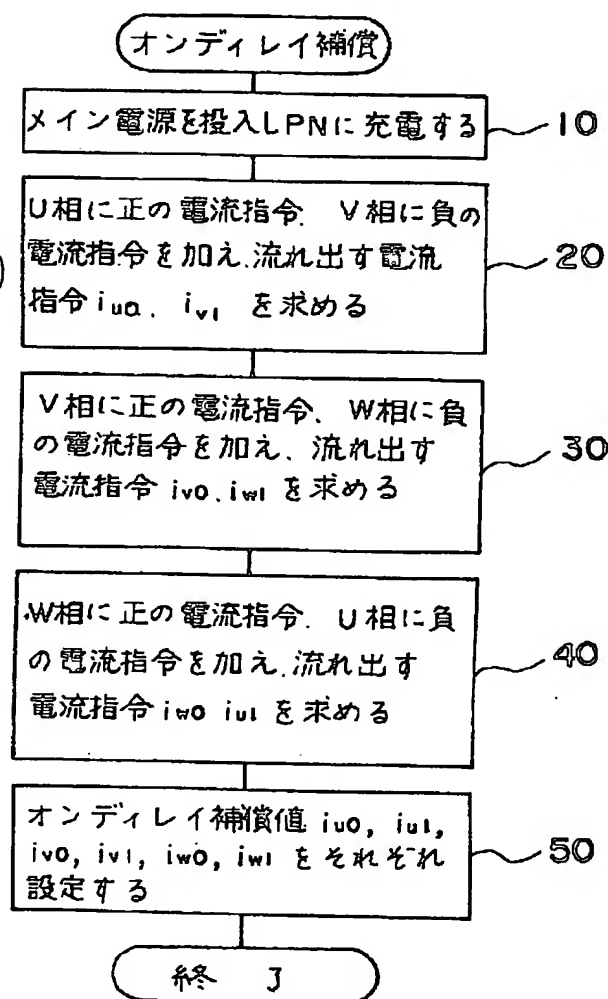 オンディレイ補償
メイン電源を投入しPNに充電する
10
U相に正の電流指令、V相に負の
電流指令を加え、流れ出す電流
指令iu0、iv1 を求める
20
V相に正の電流指令、W相に負
の電流指令を加え、流れ出す
電流指令 iv0、iw1 を求める
30
W相に正の電流指令、U相に負
の電流指令を加え、流れ出す
電流指令 iw0 iu1 を求める
40
オンディレイ補償値 iu0, iu1,
iv0, iv1, iw0, iw1 をそれぞれ
設定する
50
終 了